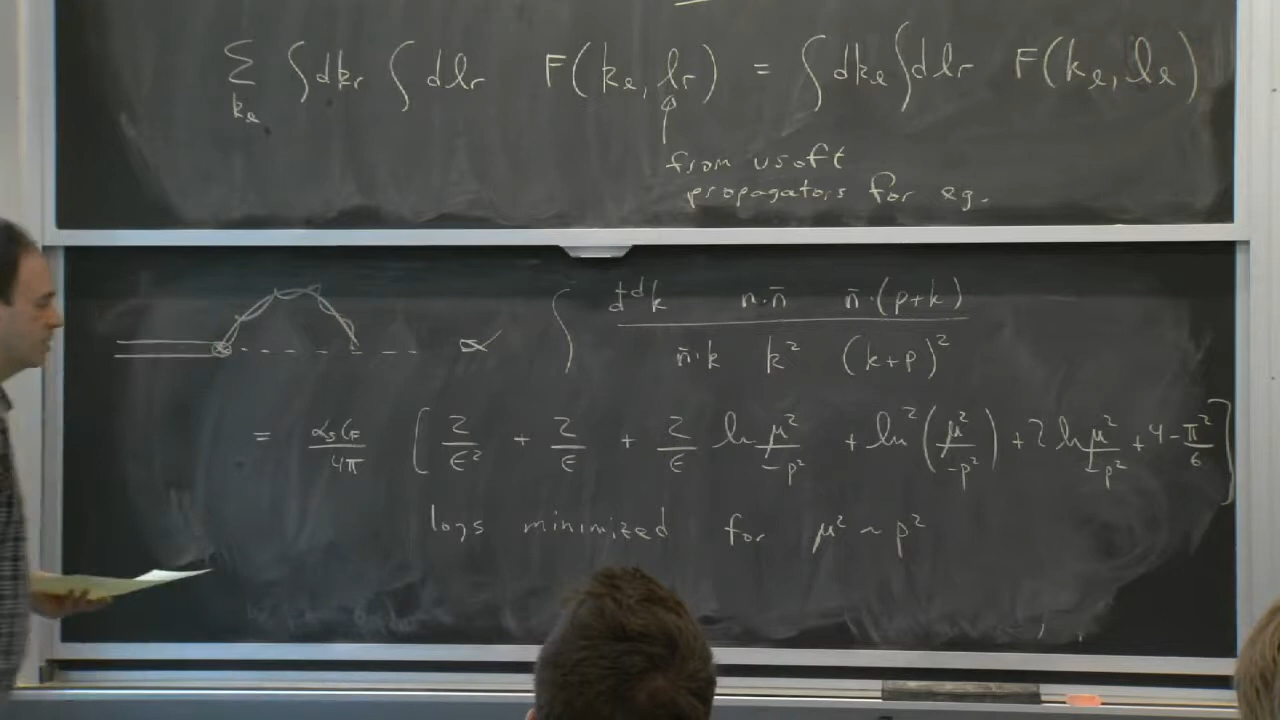 ∑_{k_ℓ} ∫dk_r ∫dl_r F(k_ℓ, l_r) = ∫dk_ℓ ∫dl_r F(k_ℓ, l_ℓ)
from usoft
propagators for eg.
∝ ∫ đ^d k n·n̄ n̄·(p+k) / n̄·k k² (k+p)²
= α_s C_F / 4π [ 2/ε² + 2/ε + 2/ε ln μ²/-p² + ln²(μ²/-p²) + 2 ln μ²/-p² + 4 - π²/6 ]
logs minimized for μ² ~ p²